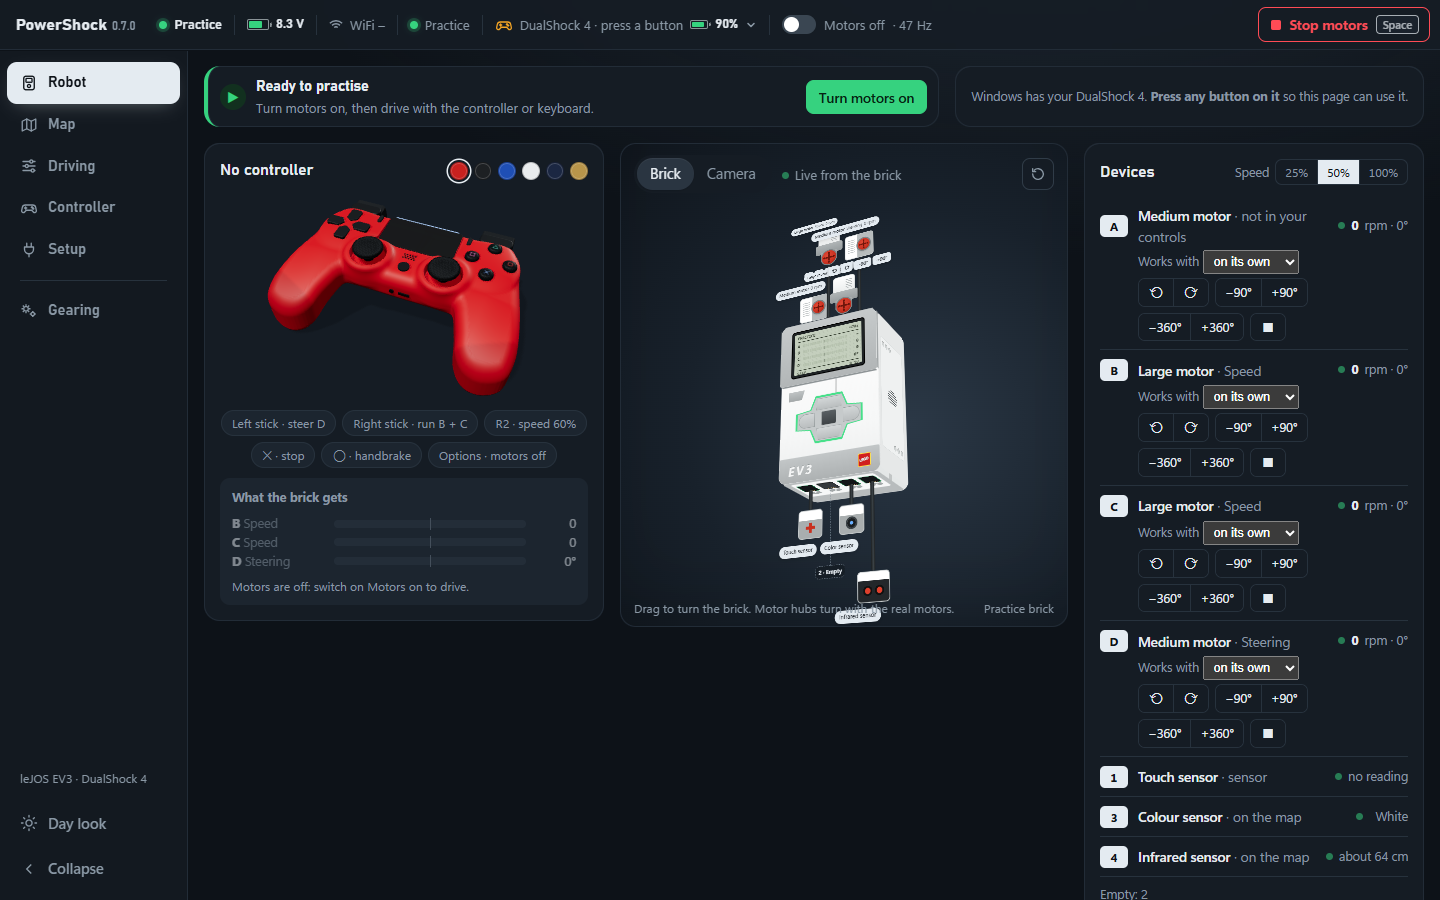 PowerShock 0.7.0
Practice
8.3 V
WiFi –
Practice
DualShock 4 · press a button
90%
Motors off · 47 Hz
Stop motors
Space
Robot
Map
Driving
Controller
Setup
Gearing
leJOS EV3 · DualShock 4
Day look
Collapse
Ready to practise
Turn motors on, then drive with the controller or keyboard.
Turn motors on
Windows has your DualShock 4. Press any button on it so this page can use it.
No controller
Left stick · steer D
Right stick · run B + C
R2 · speed 60%
· stop
· handbrake
Options · motors off
What the brick gets
B Speed 0
C Speed 0
D Steering 0°
Motors are off: switch on Motors on to drive.
Brick
Camera
Live from the brick
EV3
Touch sensor
Color sensor
2 · Empty
Infrared sensor
Drag to turn the brick. Motor hubs turn with the real motors.
Practice brick
Devices
Speed
25%
50%
100%
A
Medium motor · not in your
controls
0 rpm · 0°
Works with on its own
−90° +90°
−360° +360°
B
Large motor · Speed
0 rpm · 0°
Works with on its own
−90° +90°
−360° +360°
C
Large motor · Speed
0 rpm · 0°
Works with on its own
−90° +90°
−360° +360°
D
Medium motor · Steering
0 rpm · 0°
Works with on its own
−90° +90°
−360° +360°
1
Touch sensor · sensor
no reading
3
Colour sensor · on the map
White
4
Infrared sensor · on the map
about 64 cm
Empty: 2